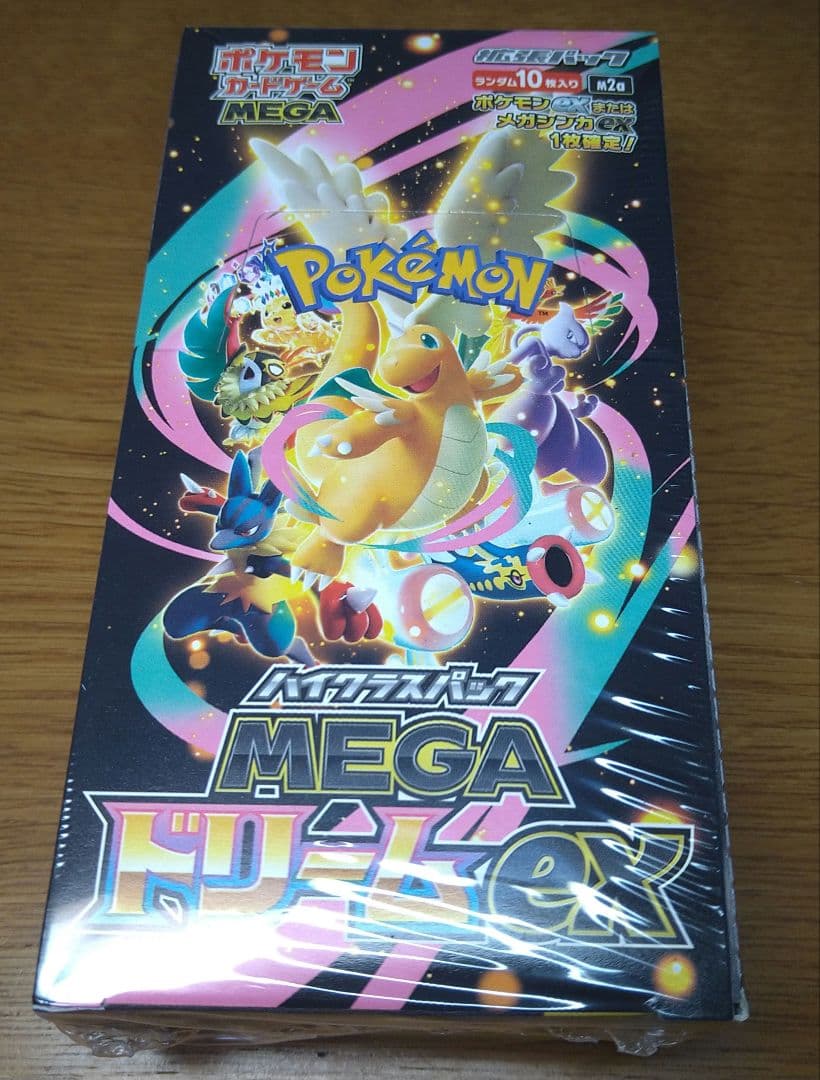 ポケモン
カードゲーム
MEGA
拡張パック
ランダム10枚入り
M2a
ポケモンexまたは
メガシンカex
1枚確定!
POKéMON
TM
ハイクラスパック
MEGA
ドリームex